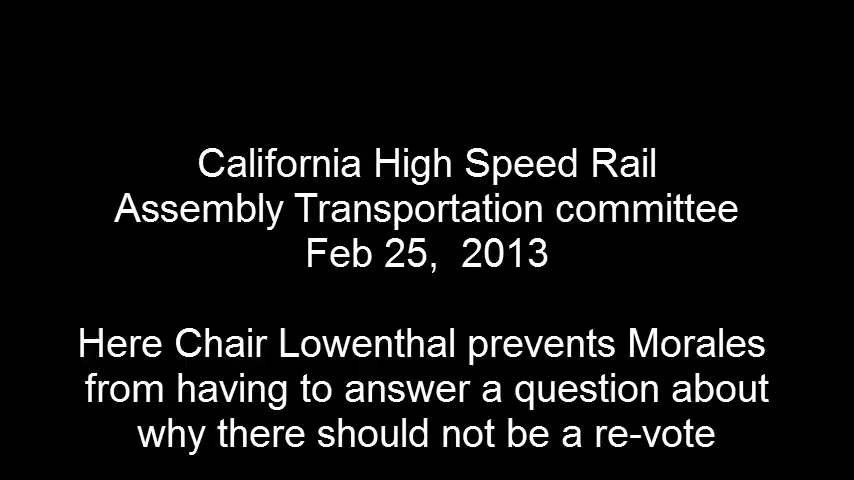 California High Speed Rail
Assembly Transportation committee
Feb 25,  2013
Here Chair Lowenthal prevents Morales
from having to answer a question about
why there should not be a re-vote